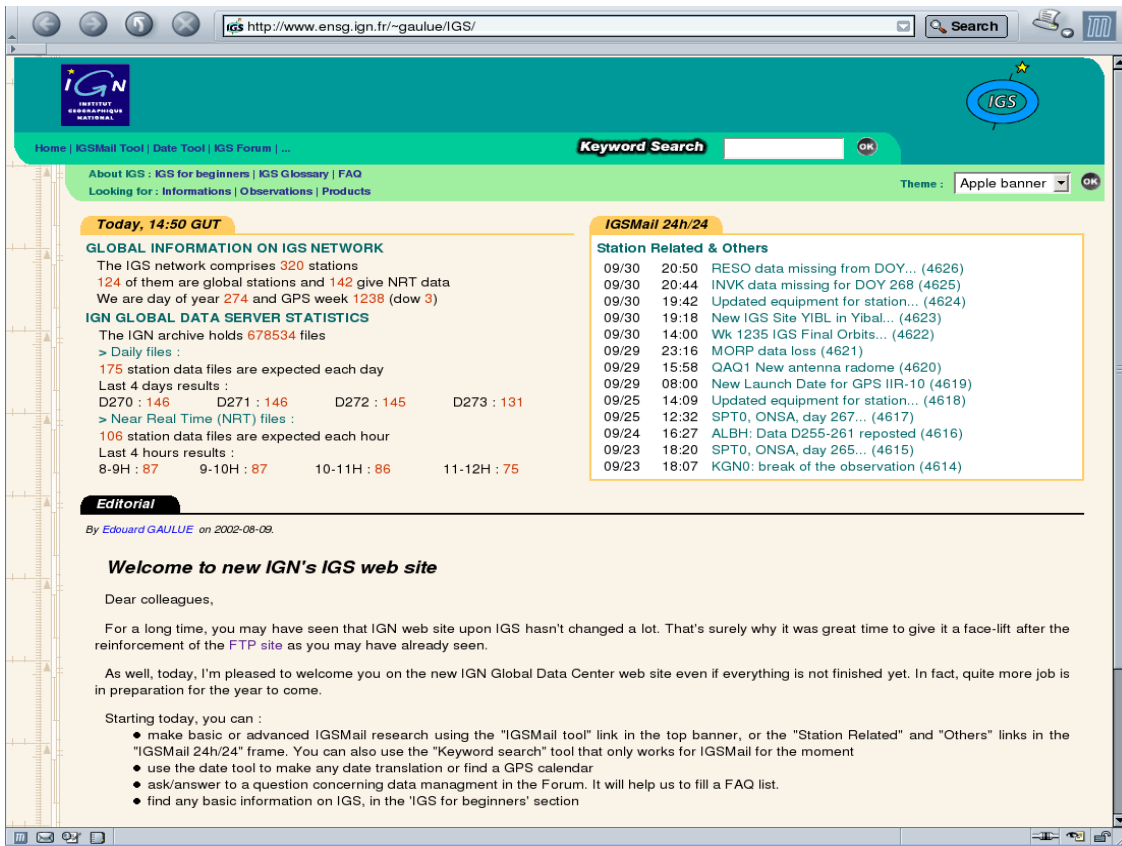 IGS http://www.ensg.ign.fr/~gaulue/IGS/
Search
IGN
INSTITUT
GEOGRAPHIQUE
NATIONAL
IGS
Home | IGSMail Tool | Date Tool | IGS Forum | ...
Keyword Search
OK
About IGS : IGS for beginners | IGS Glossary | FAQ
Looking for : Informations | Observations | Products
Theme : Apple banner OK
Today, 14:50 GUT
GLOBAL INFORMATION ON IGS NETWORK
The IGS network comprises 320 stations
124 of them are global stations and 142 give NRT data
We are day of year 274 and GPS week 1238 (dow 3)
IGN GLOBAL DATA SERVER STATISTICS
The IGN archive holds 678534 files
> Daily files :
175 station data files are expected each day
Last 4 days results :
D270 : 146 D271 : 146 D272 : 145 D273 : 131
> Near Real Time (NRT) files :
106 station data files are expected each hour
Last 4 hours results :
8-9H : 87 9-10H : 87 10-11H : 86 11-12H : 75
IGSMail 24h/24
Station Related & Others
09/30 20:50 RESO data missing from DOY... (4626)
09/30 20:44 INVK data missing for DOY 268 (4625)
09/30 19:42 Updated equipment for station... (4624)
09/30 19:18 New IGS Site YIBL in Yibal... (4623)
09/30 14:00 Wk 1235 IGS Final Orbits... (4622)
09/29 23:16 MORP data loss (4621)
09/29 15:58 QAQ1 New antenna radome (4620)
09/29 08:00 New Launch Date for GPS IIR-10 (4619)
09/25 14:09 Updated equipment for station... (4618)
09/25 12:32 SPT0, ONSA, day 267... (4617)
09/24 16:27 ALBH: Data D255-261 reposted (4616)
09/23 18:20 SPT0, ONSA, day 265... (4615)
09/23 18:07 KGN0: break of the observation (4614)
Editorial
By Edouard GAULUE on 2002-08-09.
Welcome to new IGN's IGS web site
Dear colleagues,
For a long time, you may have seen that IGN web site upon IGS hasn't changed a lot. That's surely why it was great time to give it a face-lift after the
reinforcement of the FTP site as you may have already seen.
As well, today, I'm pleased to welcome you on the new IGN Global Data Center web site even if everything is not finished yet. In fact, quite more job is
in preparation for the year to come.
Starting today, you can :
● make basic or advanced IGSMail research using the "IGSMail tool" link in the top banner, or the "Station Related" and "Others" links in the
"IGSMail 24h/24" frame. You can also use the "Keyword search" tool that only works for IGSMail for the moment
● use the date tool to make any date translation or find a GPS calendar
● ask/answer to a question concerning data managment in the Forum. It will help us to fill a FAQ list.
● find any basic information on IGS, in the 'IGS for beginners' section